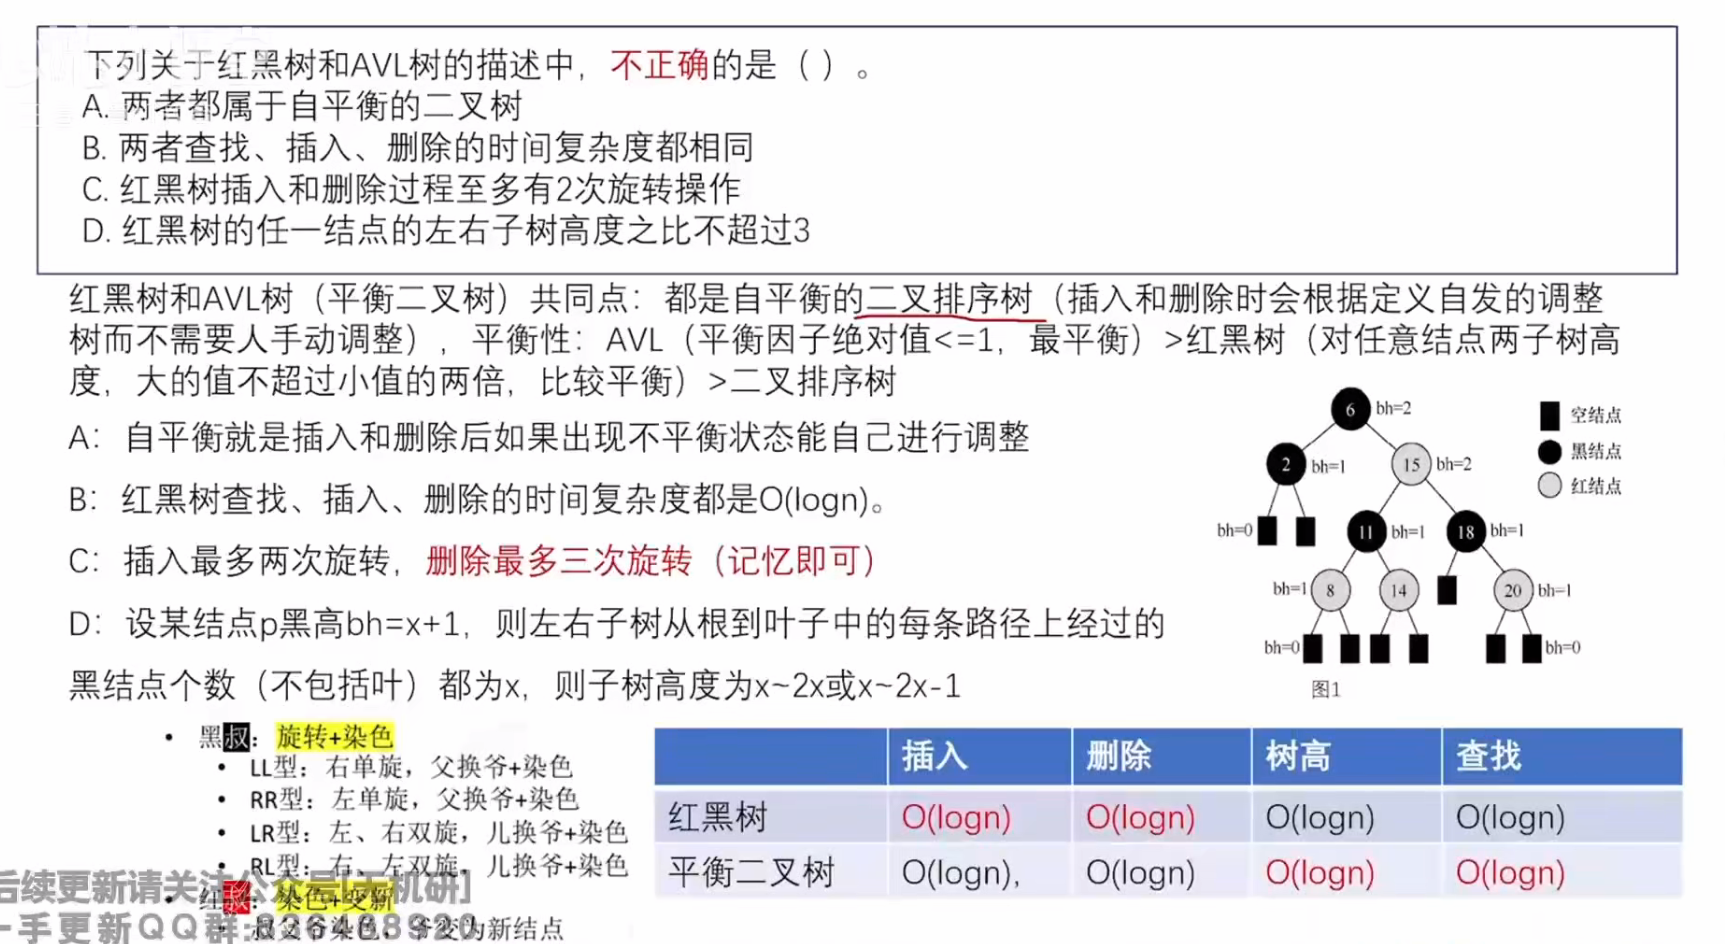 下列关于红黑树和AVL树的描述中，不正确的是（ ）。
A. 两者都属于自平衡的二叉树
B. 两者查找、插入、删除的时间复杂度都相同
C. 红黑树插入和删除过程至多有2次旋转操作
D. 红黑树的任一结点的左右子树高度之比不超过3
红黑树和AVL树（平衡二叉树）共同点：都是自平衡的二叉排序树（插入和删除时会根据定义自发的调整
树而不需要人手动调整），平衡性：AVL（平衡因子绝对值<=1，最平衡）>红黑树（对任意结点两子树高
度，大的值不超过小值的两倍，比较平衡）>二叉排序树
A：自平衡就是插入和删除后如果出现不平衡状态能自己进行调整
B：红黑树查找、插入、删除的时间复杂度都是O(logn)。
C：插入最多两次旋转，删除最多三次旋转（记忆即可）
D：设某结点p黑高bh=x+1，则左右子树从根到叶子中的每条路径上经过的
黑结点个数（不包括叶）都为x，则子树高度为x~2x或x~2x-1
6 bh=2
空结点
2 bh=1 15 bh=2
黑结点
红结点
bh=0 11 bh=1 18 bh=1
bh=1 8 14 20 bh=1
bh=0 bh=0
图1
• 黑叔：旋转+染色
• LL型：右单旋，父换爷+染色
• RR型：左单旋，父换爷+染色
• LR型：左、右双旋，儿换爷+染色
• RL型：右、左双旋，儿换爷+染色
• 红叔：染色+变新
• 叔父爷染色，爷变为新结点
插入 删除 树高 查找
红黑树 O(logn) O(logn) O(logn) O(logn)
平衡二叉树 O(logn), O(logn) O(logn) O(logn)
后续更新请关注公众号[
一手更新QQ群: